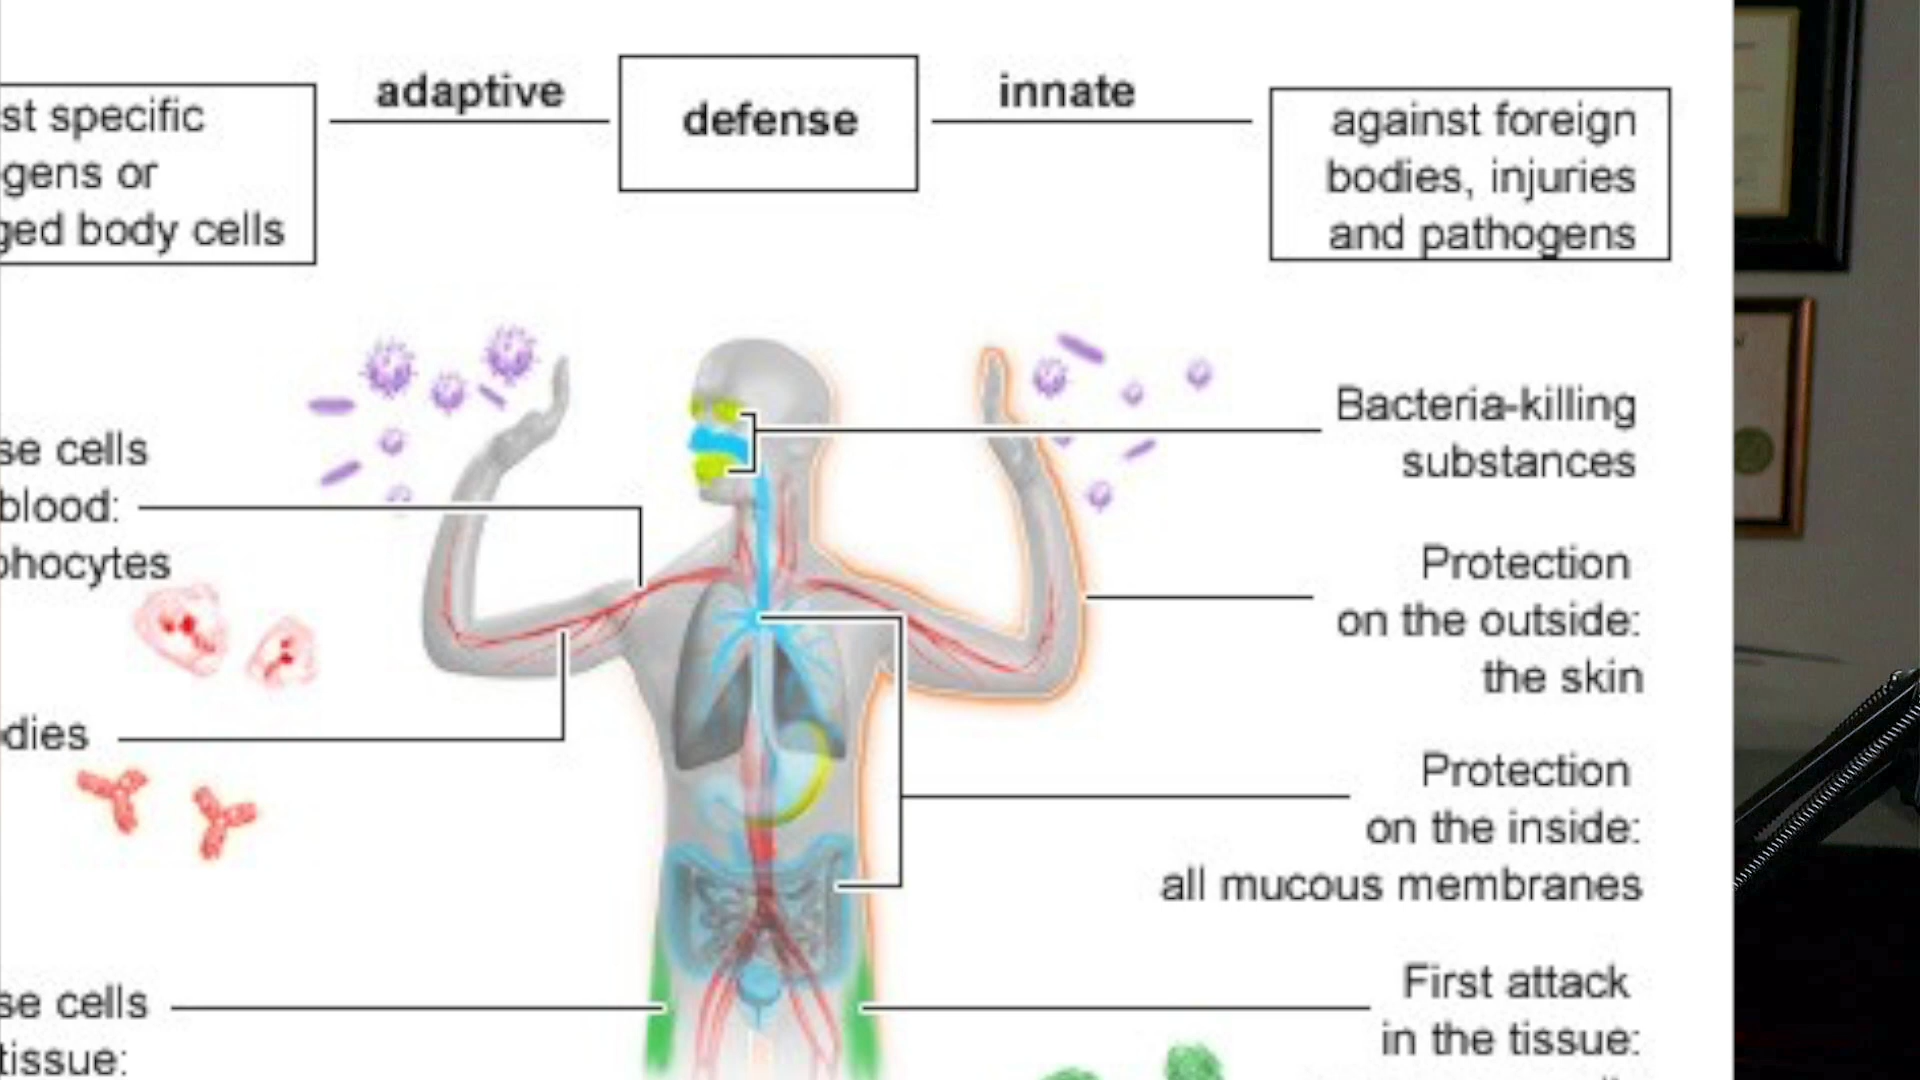 adaptive
defense
innate
st specific
gens or
ged body cells
against foreign
bodies, injuries
and pathogens
Bacteria-killing
substances
se cells
blood:
phocytes
Protection
on the outside:
the skin
dies
Protection
on the inside:
all mucous membranes
se cells
tissue:
First attack
in the tissue: